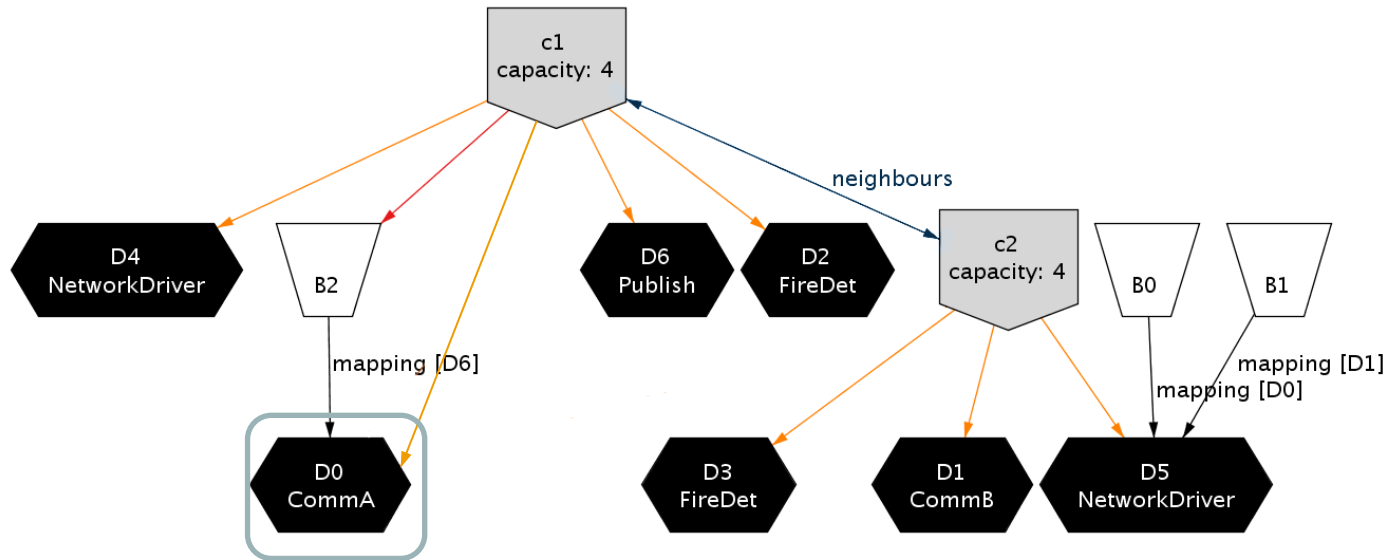 c1
capacity: 4
neighbours
D4
NetworkDriver
B2
D6
Publish
D2
FireDet
c2
capacity: 4
B0
B1
mapping [D6]
mapping [D1]
mapping [D0]
D0
CommA
D3
FireDet
D1
CommB
D5
NetworkDriver